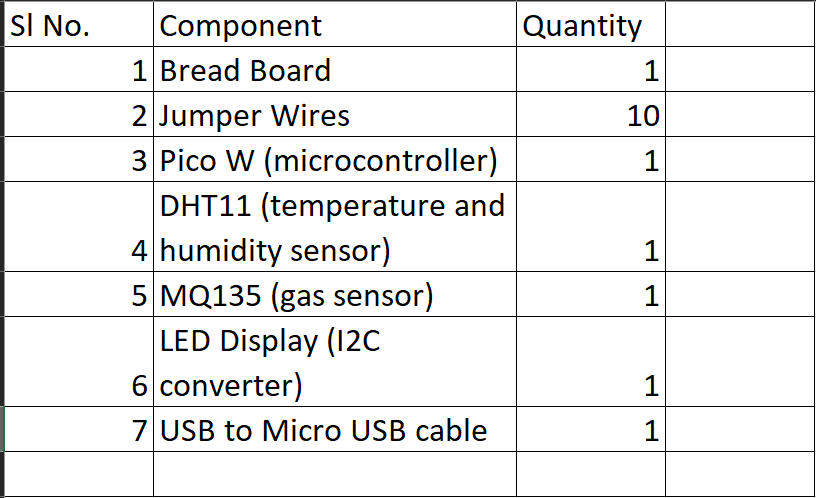 Sl No. Component Quantity
1 Bread Board 1
2 Jumper Wires 10
3 Pico W (microcontroller) 1
DHT11 (temperature and
4 humidity sensor) 1
5 MQ135 (gas sensor) 1
LED Display (I2C
6 converter) 1
7 USB to Micro USB cable 1